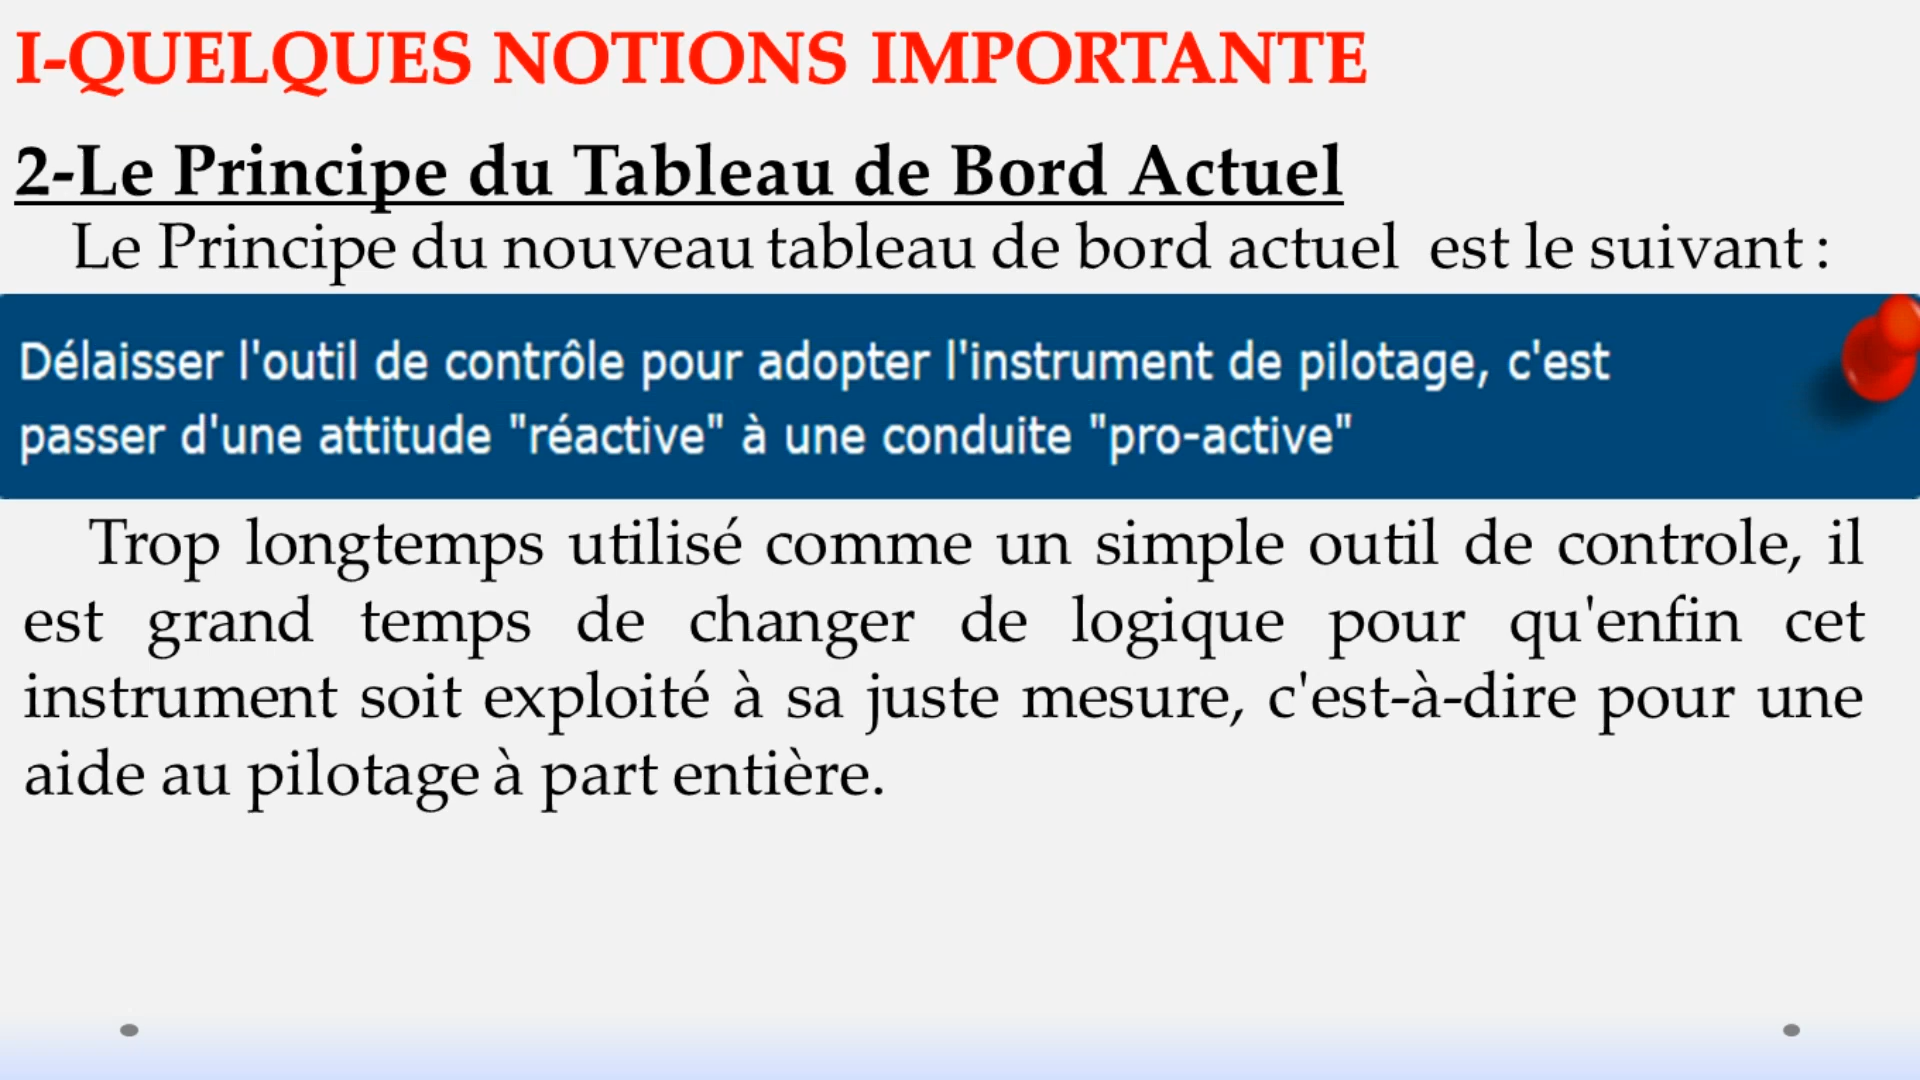 I-QUELQUES NOTIONS IMPORTANTE
2-Le Principe du Tableau de Bord Actuel
Le Principe du nouveau tableau de bord actuel est le suivant :
Délaisser l'outil de contrôle pour adopter l'instrument de pilotage, c'est
passer d'une attitude "réactive" à une conduite "pro-active"
Trop longtemps utilisé comme un simple outil de controle, il
est grand temps de changer de logique pour qu'enfin cet
instrument soit exploité à sa juste mesure, c'est-à-dire pour une
aide au pilotage à part entière.